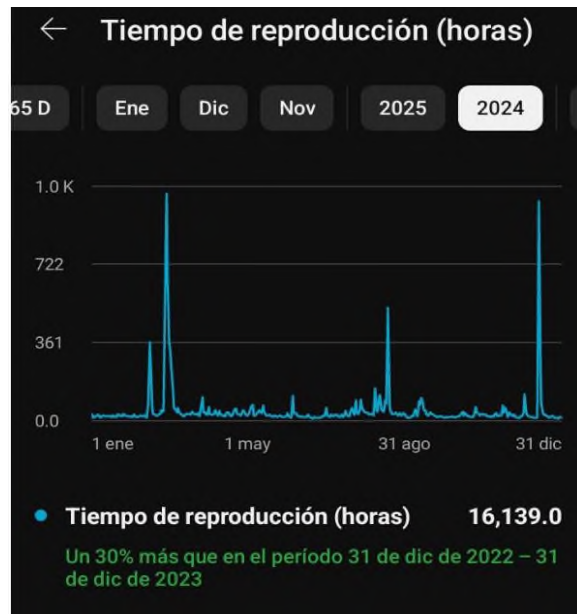 Tiempo de reproducción (horas)
65 D Ene Dic Nov 2025 2024
1.0 K
722
361
0.0
1 ene 1 may 31 ago 31 dic
Tiempo de reproducción (horas) 16,139.0
Un 30% más que en el período 31 de dic de 2022 – 31
de dic de 2023